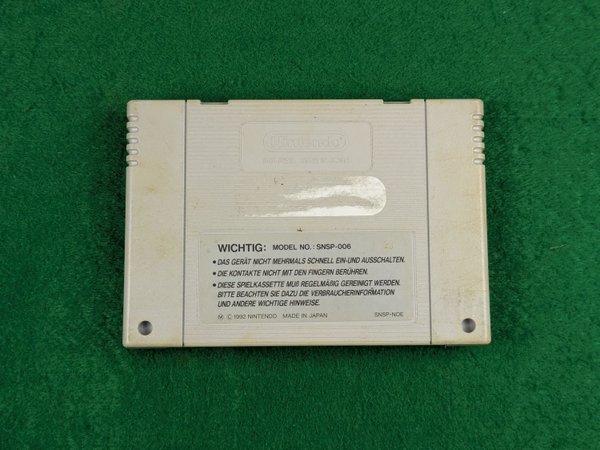 Nintendo
WICHTIG: MODEL NO.: SNSP-006
• DAS GERÄT NICHT MEHRMALS SCHNELL EIN-UND AUSSCHALTEN.
• DIE KONTAKTE NICHT MIT DEN FINGERN BERÜHREN.
• DIESE SPIELKASSETTE MUß REGELMÄßIG GEREINIGT WERDEN.
BITTE BEACHTEN SIE DAZU DIE VERBRAUCHERINFORMATION
UND ANDERE WICHTIGE HINWEISE.
Ⓜ © 1992 NINTENDO MADE IN JAPAN SNSP-NOE